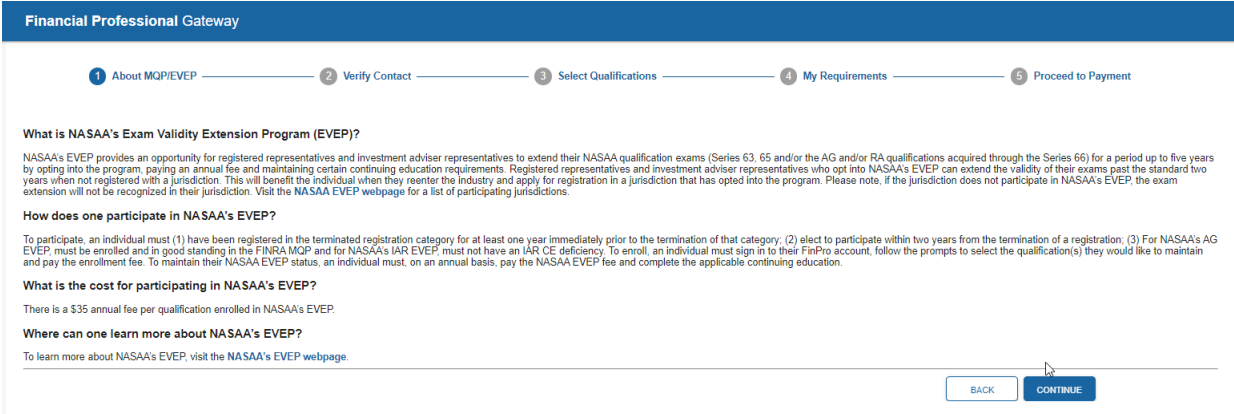 Financial Professional Gateway
1 About MQP/EVEP 2 Verify Contact 3 Select Qualifications 4 My Requirements 5 Proceed to Payment
What is NASAA's Exam Validity Extension Program (EVEP)?
NASAA's EVEP provides an opportunity for registered representatives and investment adviser representatives to extend their NASAA qualification exams (Series 63, 65 and/or the AG and/or RA qualifications acquired through the Series 66) for a period up to five years
by opting into the program, paying an annual fee and maintaining certain continuing education requirements. Registered representatives and investment adviser representatives who opt into NASAA's EVEP can extend the validity of their exams past the standard two
years when not registered with a jurisdiction. This will benefit the individual when they reenter the industry and apply for registration in a jurisdiction that has opted into the program. Please note, if the jurisdiction does not participate in NASAA's EVEP, the exam
extension will not be recognized in their jurisdiction. Visit the NASAA EVEP webpage for a list of participating jurisdictions.
How does one participate in NASAA's EVEP?
To participate, an individual must (1) have been registered in the terminated registration category for at least one year immediately prior to the termination of that category; (2) elect to participate within two years from the termination of a registration; (3) For NASAA's AG
EVEP, must be enrolled and in good standing in the FINRA MQP and for NASAA's IAR EVEP, must not have an IAR CE deficiency. To enroll, an individual must sign in to their FinPro account, follow the prompts to select the qualification(s) they would like to maintain
and pay the enrollment fee. To maintain their NASAA EVEP status, an individual must, on an annual basis, pay the NASAA EVEP fee and complete the applicable continuing education.
What is the cost for participating in NASAA's EVEP?
There is a $35 annual fee per qualification enrolled in NASAA's EVEP.
Where can one learn more about NASAA's EVEP?
To learn more about NASAA's EVEP, visit the NASAA's EVEP webpage.
BACK CONTINUE